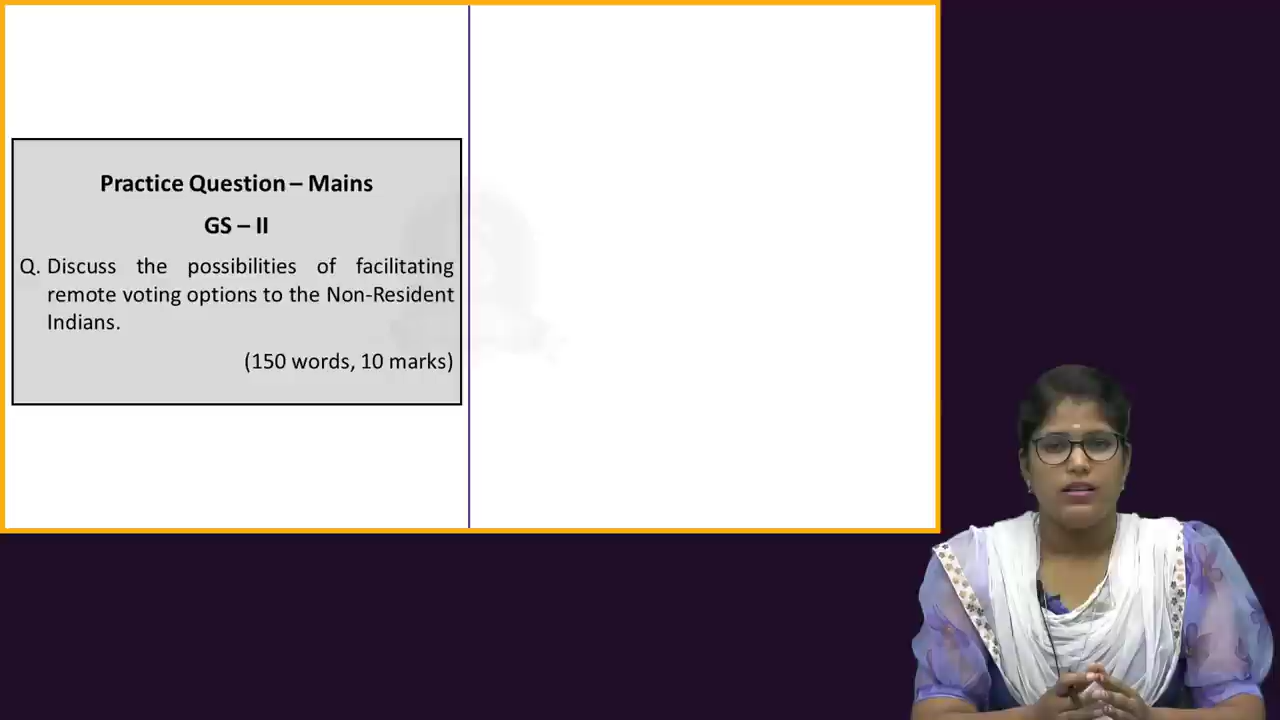 Practice Question – Mains
GS – II
Q. Discuss the possibilities of facilitating
remote voting options to the Non-Resident
Indians.
(150 words, 10 marks)